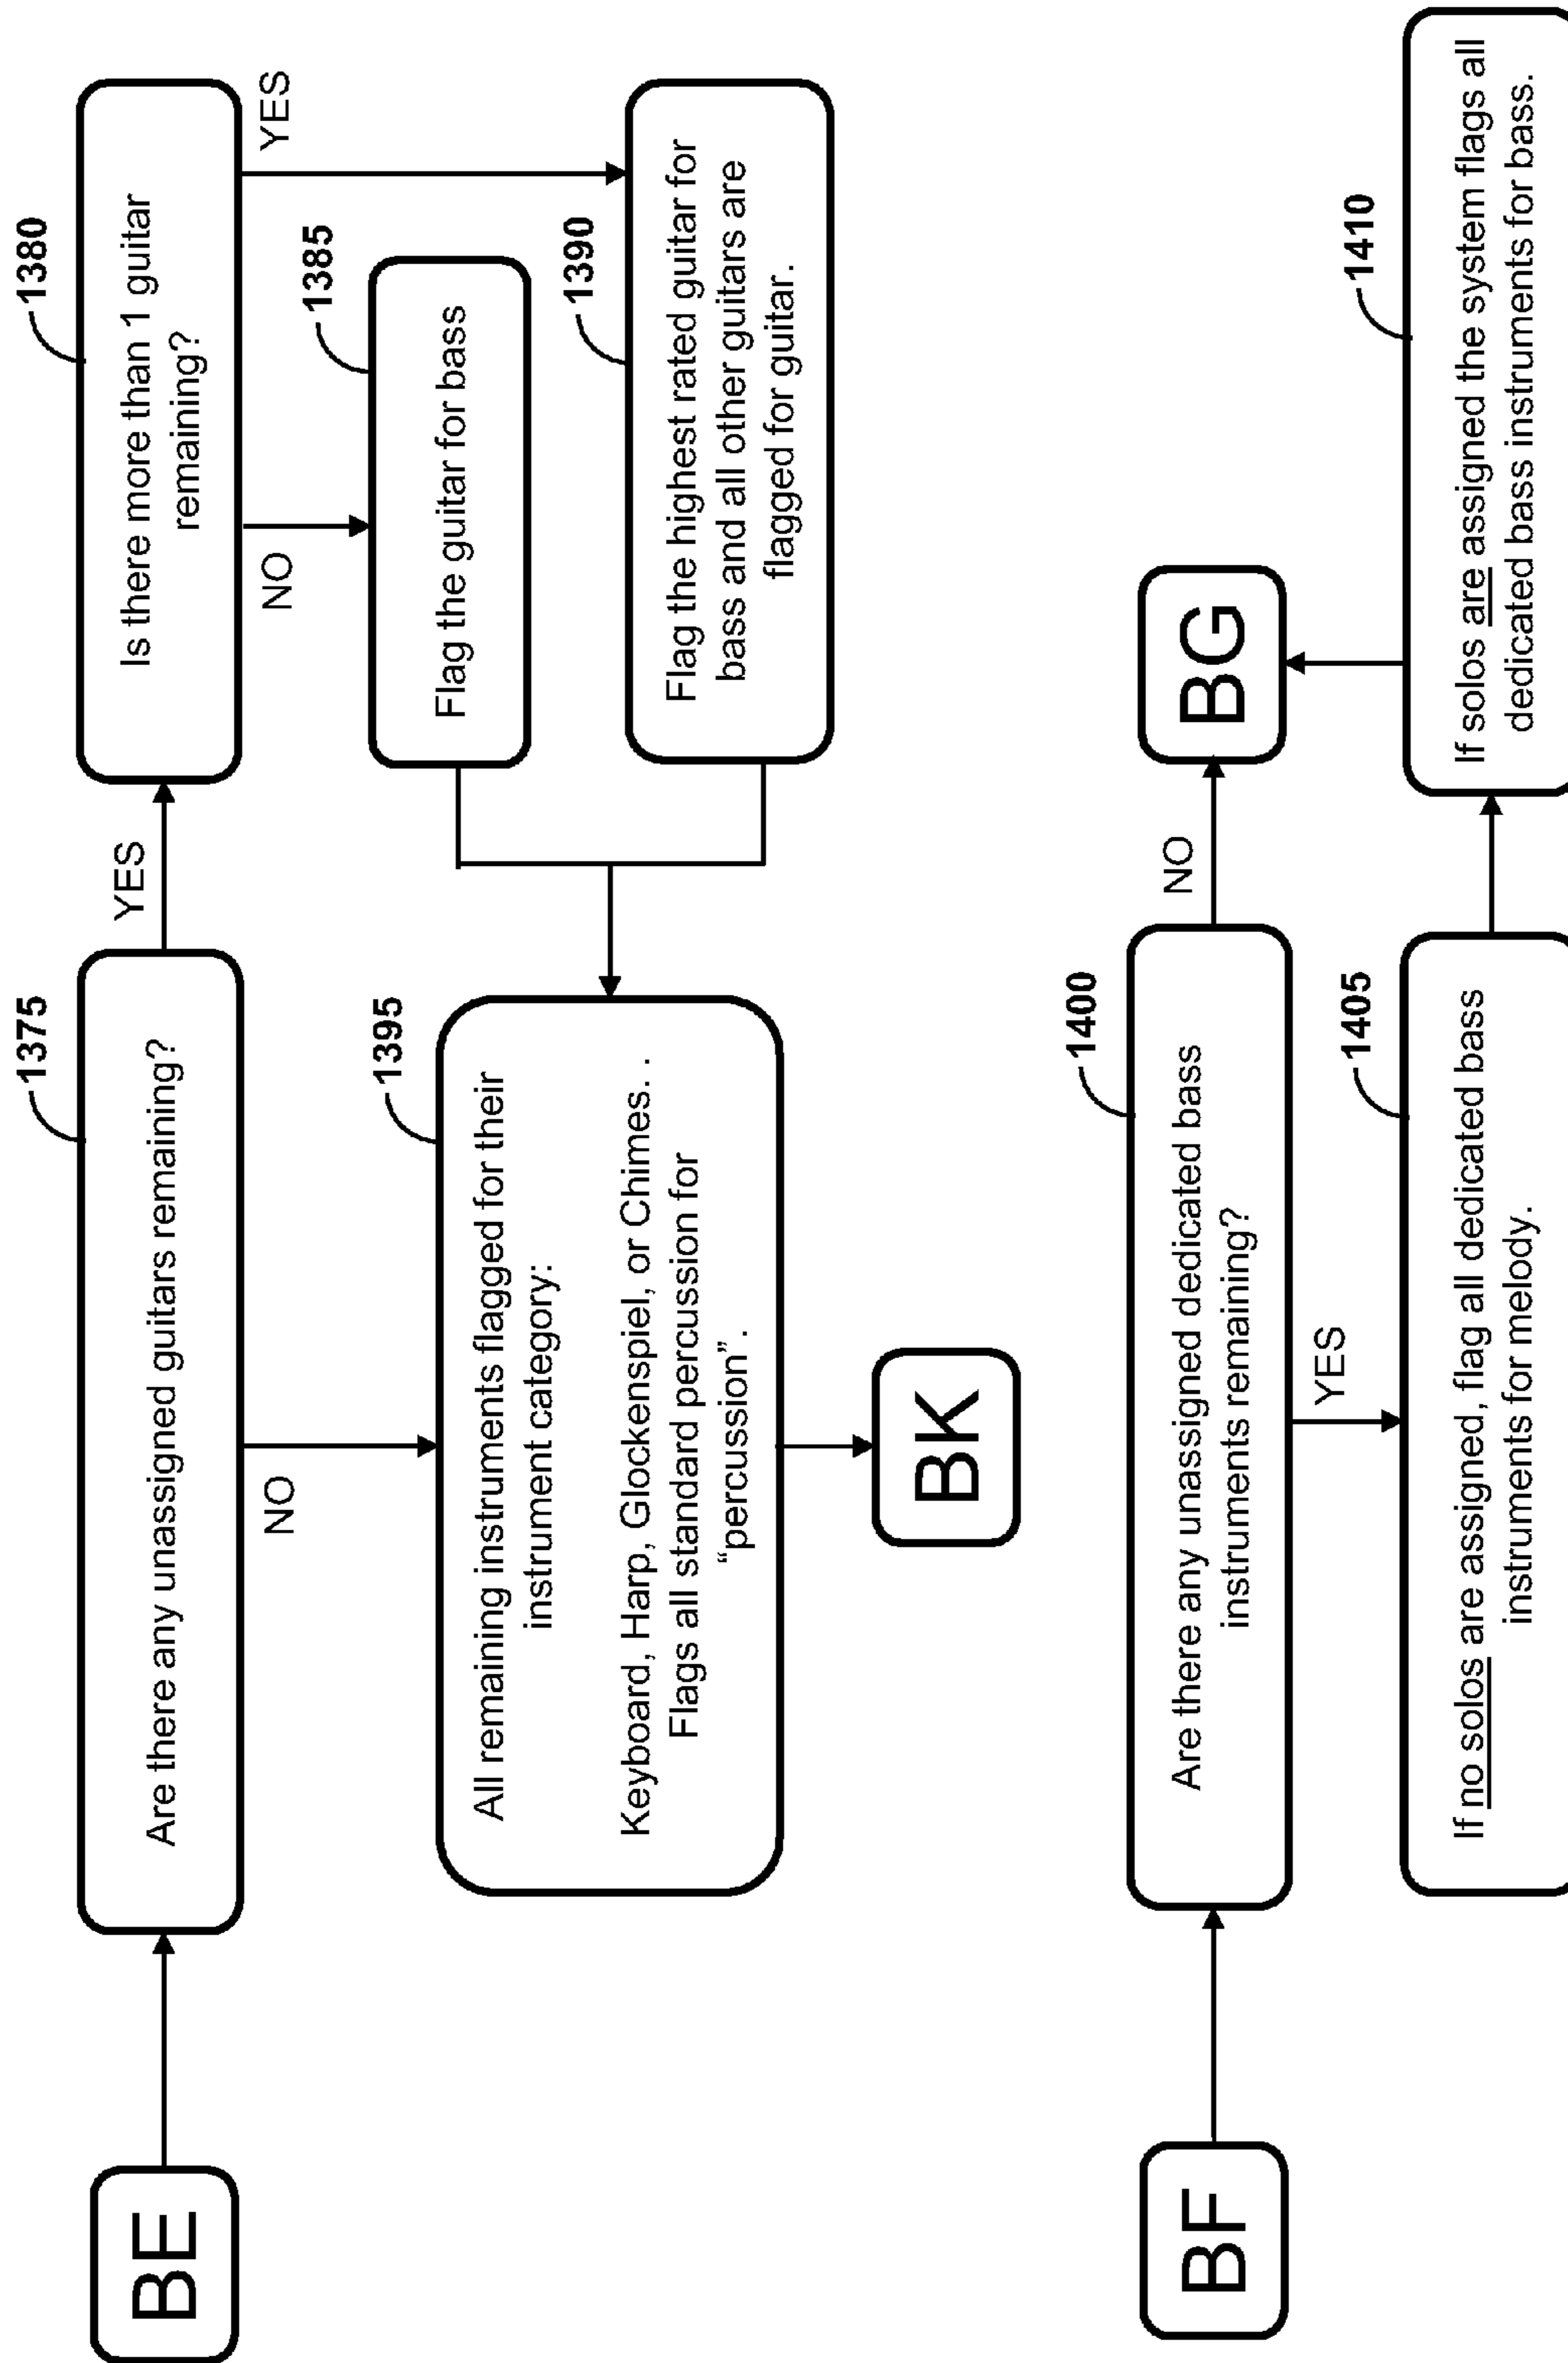 BE
1375
Are there any unassigned guitars remaining?
YES
1380
Is there more than 1 guitar
remaining?
NO
NO
YES
1385
Flag the guitar for bass
1390
Flag the highest rated guitar for
bass and all other guitars are
flagged for guitar.
1395
All remaining instruments flagged for their
instrument category:
Keyboard, Harp, Glockenspiel, or Chimes. .
Flags all standard percussion for
“percussion”.
BK
BF
1400
Are there any unassigned dedicated bass
instruments remaining?
NO
BG
YES
1405
If no solos are assigned, flag all dedicated bass
instruments for melody.
1410
If solos are assigned the system flags all
dedicated bass instruments for bass.